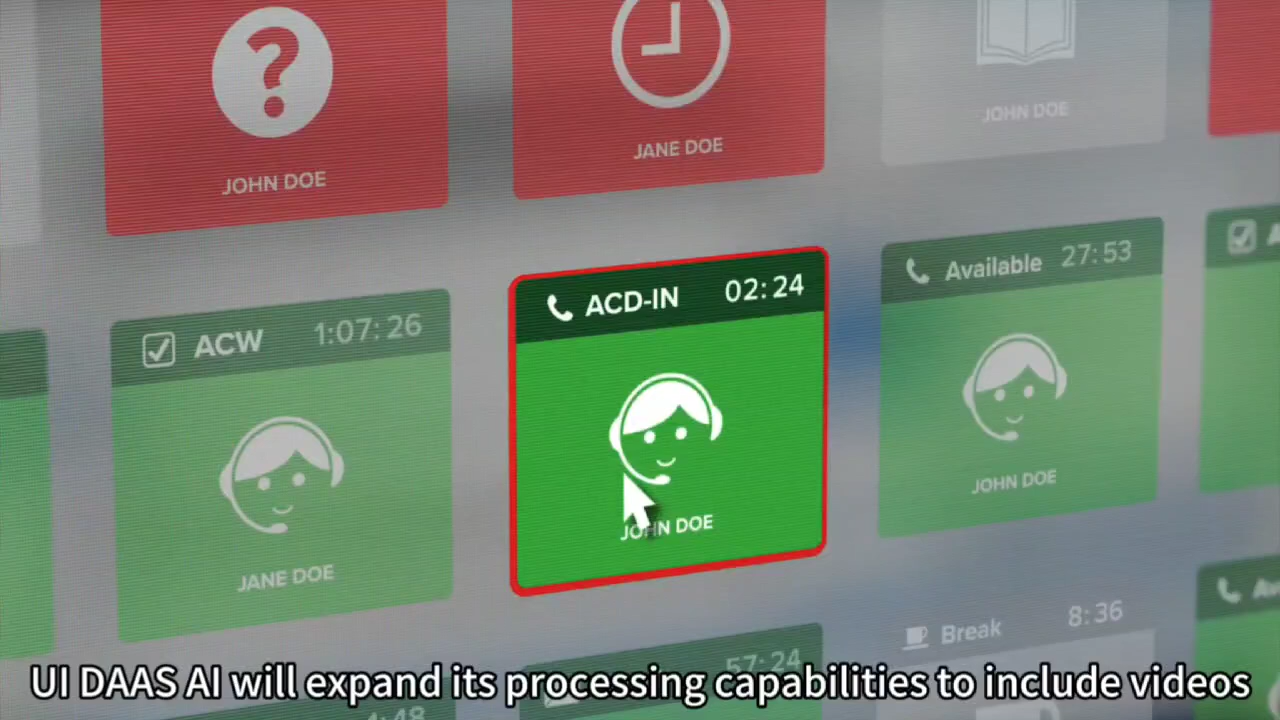 JOHN DOE
JANE DOE
JOHN DOE
ACW 1:07:26
ACD-IN 02:24
Available 27:53
JANE DOE
JOHN DOE
JOHN DOE
Break 8:36
57:24
UI DAAS AI will expand its processing capabilities to include videos